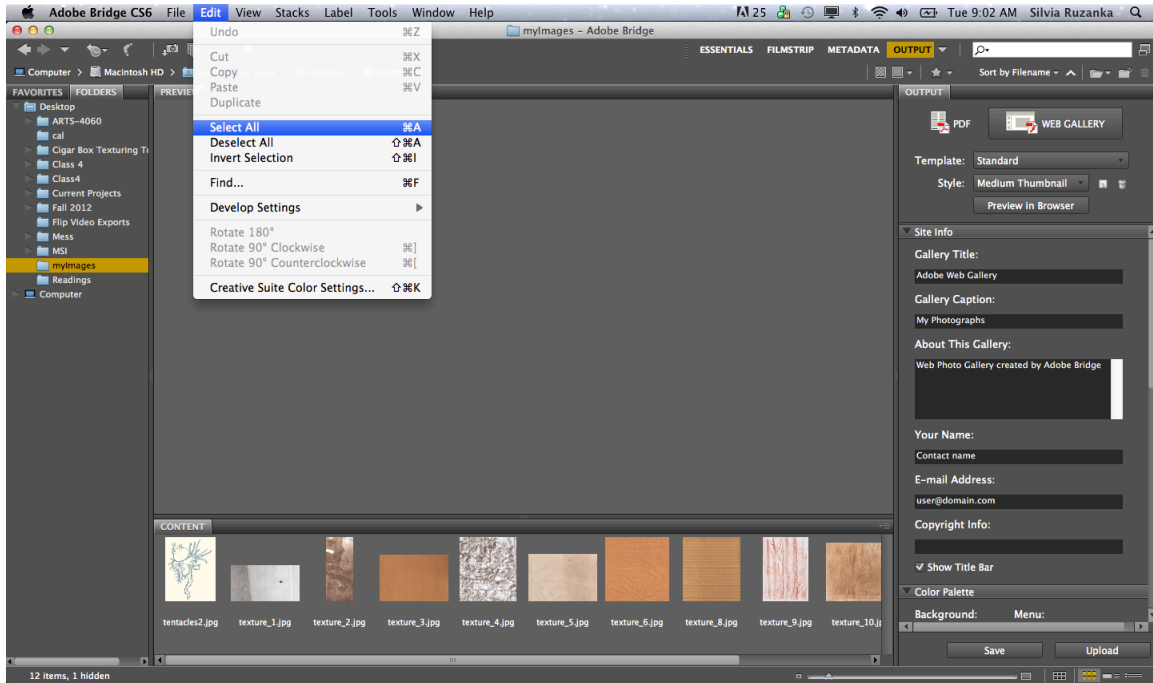 Adobe Bridge CS6 File Edit View Stacks Label Tools Window Help 25 Tue 9:02 AM Silvia Ruzanka
myImages – Adobe Bridge
ESSENTIALS FILMSTRIP METADATA OUTPUT
Computer > Macintosh HD >
Sort by Filename
Undo ⌘Z
Cut ⌘X
Copy ⌘C
Paste ⌘V
Duplicate
Select All ⌘A
Deselect All ⇧⌘A
Invert Selection ⇧⌘I
Find... ⌘F
Develop Settings
Rotate 180°
Rotate 90° Clockwise ⌘]
Rotate 90° Counterclockwise ⌘[
Creative Suite Color Settings... ⇧⌘K
FAVORITES FOLDERS
Desktop
ARTS-4060
cal
Cigar Box Texturing
Class 4
Class4
Current Projects
Fall 2012
Flip Video Exports
Mess
MSI
myImages
Readings
Computer
CONTENT
tentacles2.jpg texture_1.jpg texture_2.jpg texture_3.jpg texture_4.jpg texture_5.jpg texture_6.jpg texture_8.jpg texture_9.jpg texture_10.j
OUTPUT
PDF WEB GALLERY
Template: Standard
Style: Medium Thumbnail
Preview in Browser
Site Info
Gallery Title:
Adobe Web Gallery
Gallery Caption:
My Photographs
About This Gallery:
Web Photo Gallery created by Adobe Bridge
Your Name:
Contact name
E-mail Address:
user@domain.com
Copyright Info:
Show Title Bar
Color Palette
Background: Menu:
Save Upload
12 items, 1 hidden